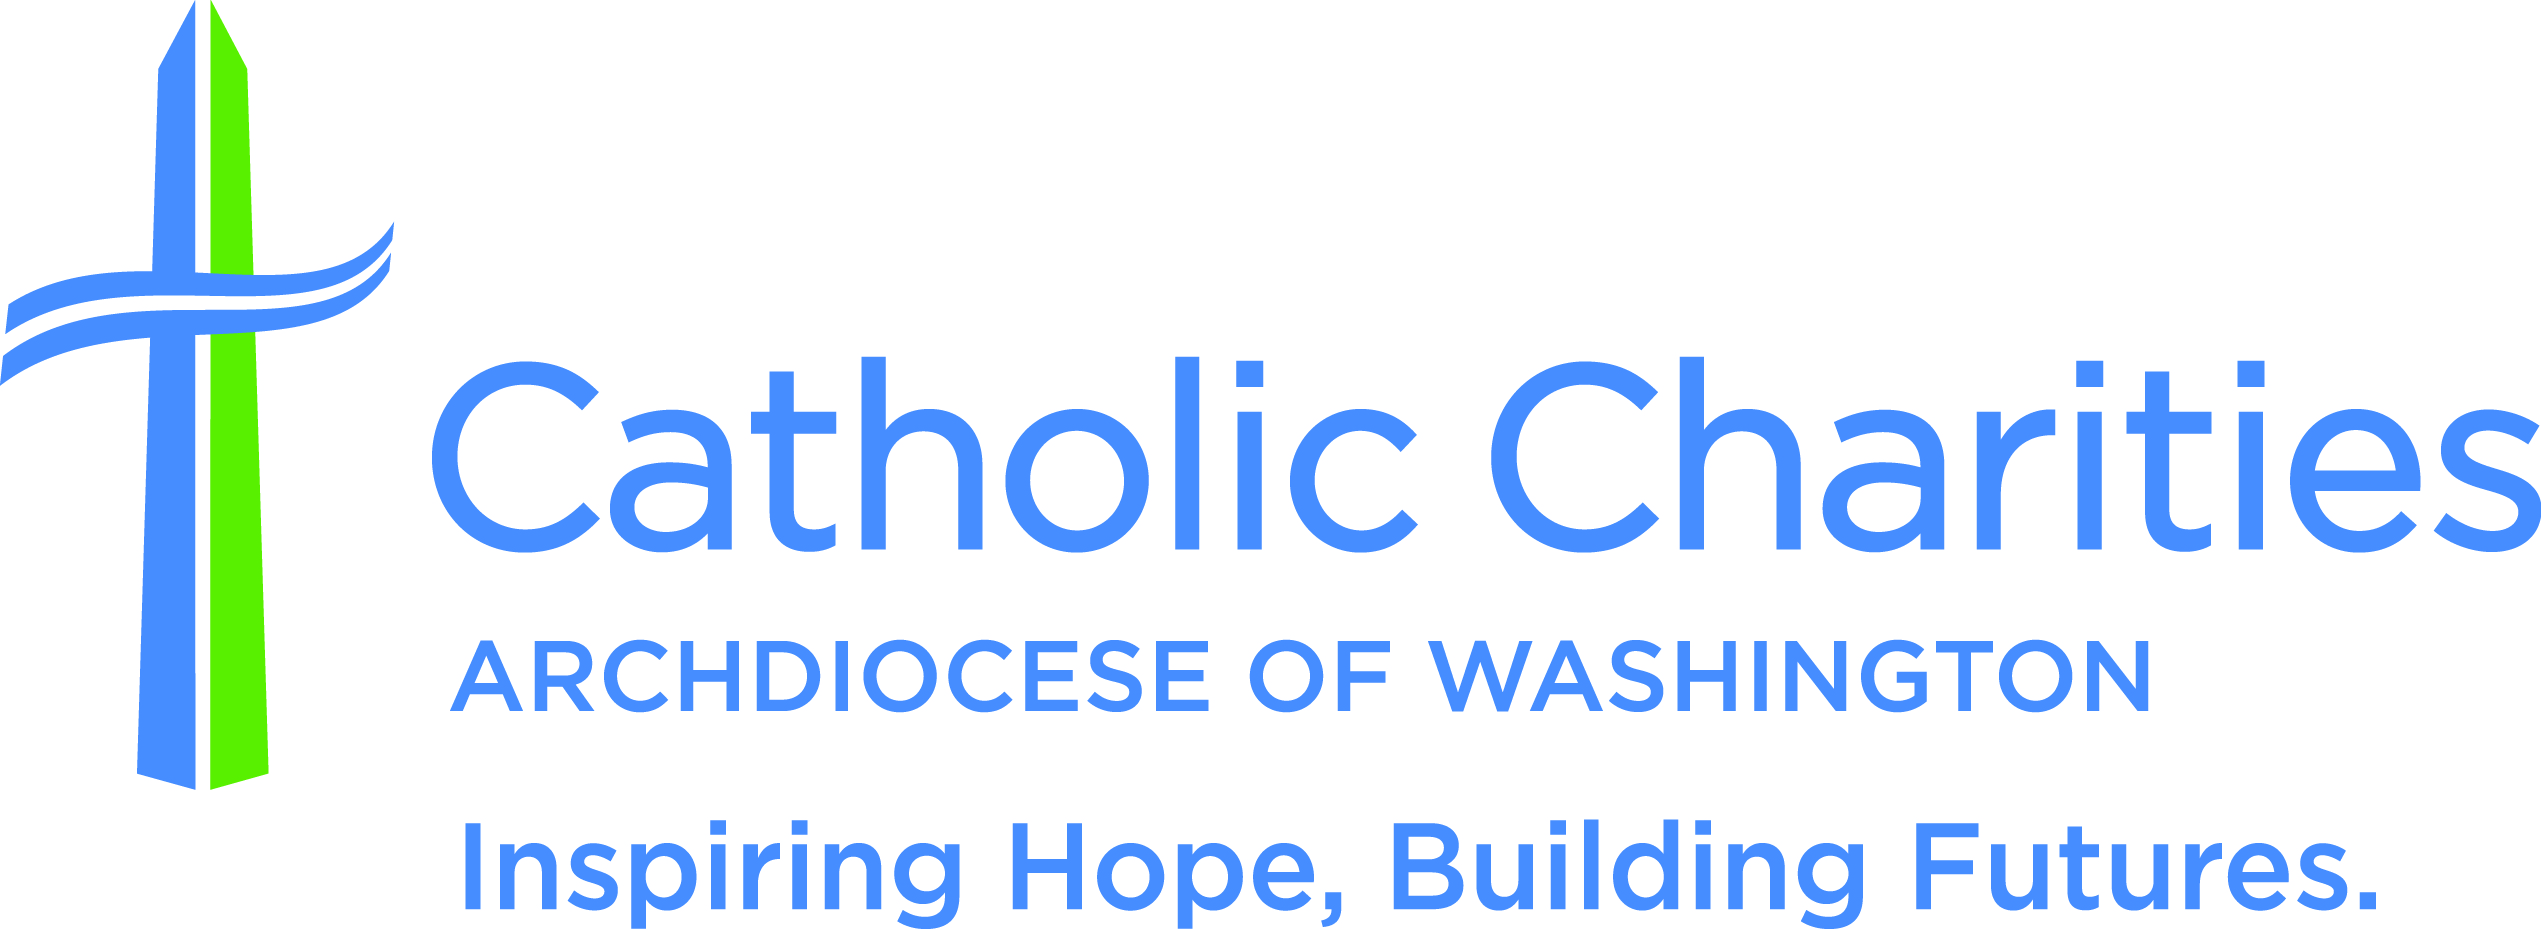 Catholic Charities
ARCHDIOCESE OF WASHINGTON
Inspiring Hope, Building Futures.